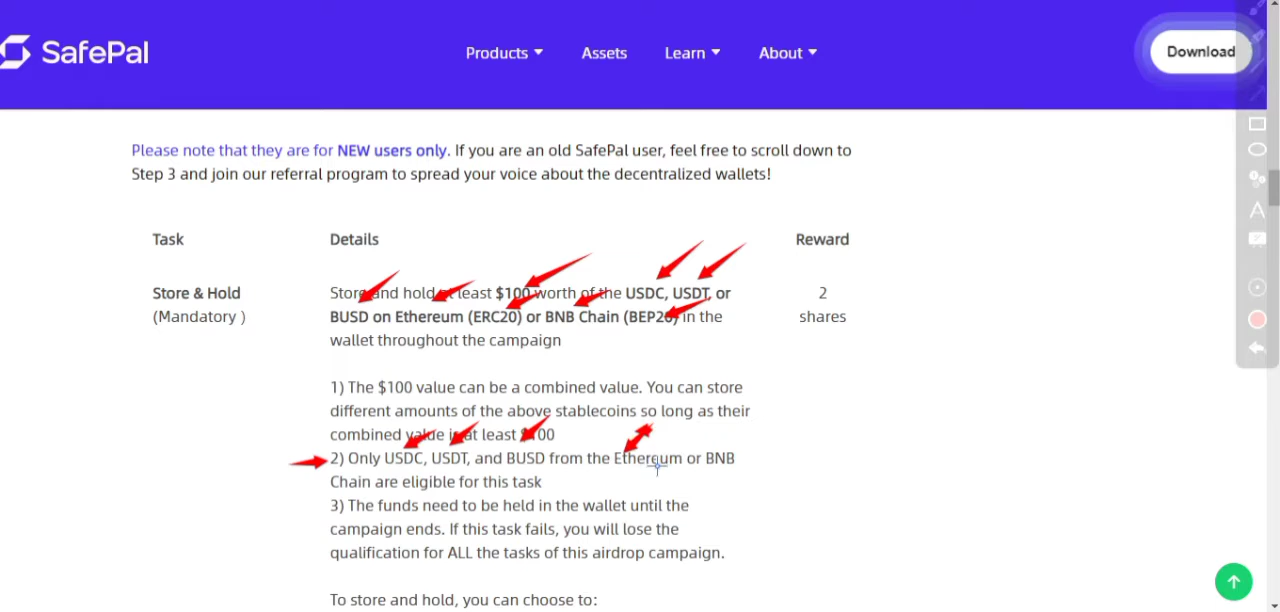 SafePal
Products
Assets
Learn
About
Download
Please note that they are for NEW users only. If you are an old SafePal user, feel free to scroll down to
Step 3 and join our referral program to spread your voice about the decentralized wallets!
Task
Details
Reward
Store & Hold
(Mandatory )
Store and hold at least $100 worth of the USDC, USDT, or
BUSD on Ethereum (ERC20) or BNB Chain (BEP20) in the
wallet throughout the campaign
2
shares
1) The $100 value can be a combined value. You can store
different amounts of the above stablecoins so long as their
combined value is at least $100
2) Only USDC, USDT, and BUSD from the Ethereum or BNB
Chain are eligible for this task
3) The funds need to be held in the wallet until the
campaign ends. If this task fails, you will lose the
qualification for ALL the tasks of this airdrop campaign.
To store and hold, you can choose to: